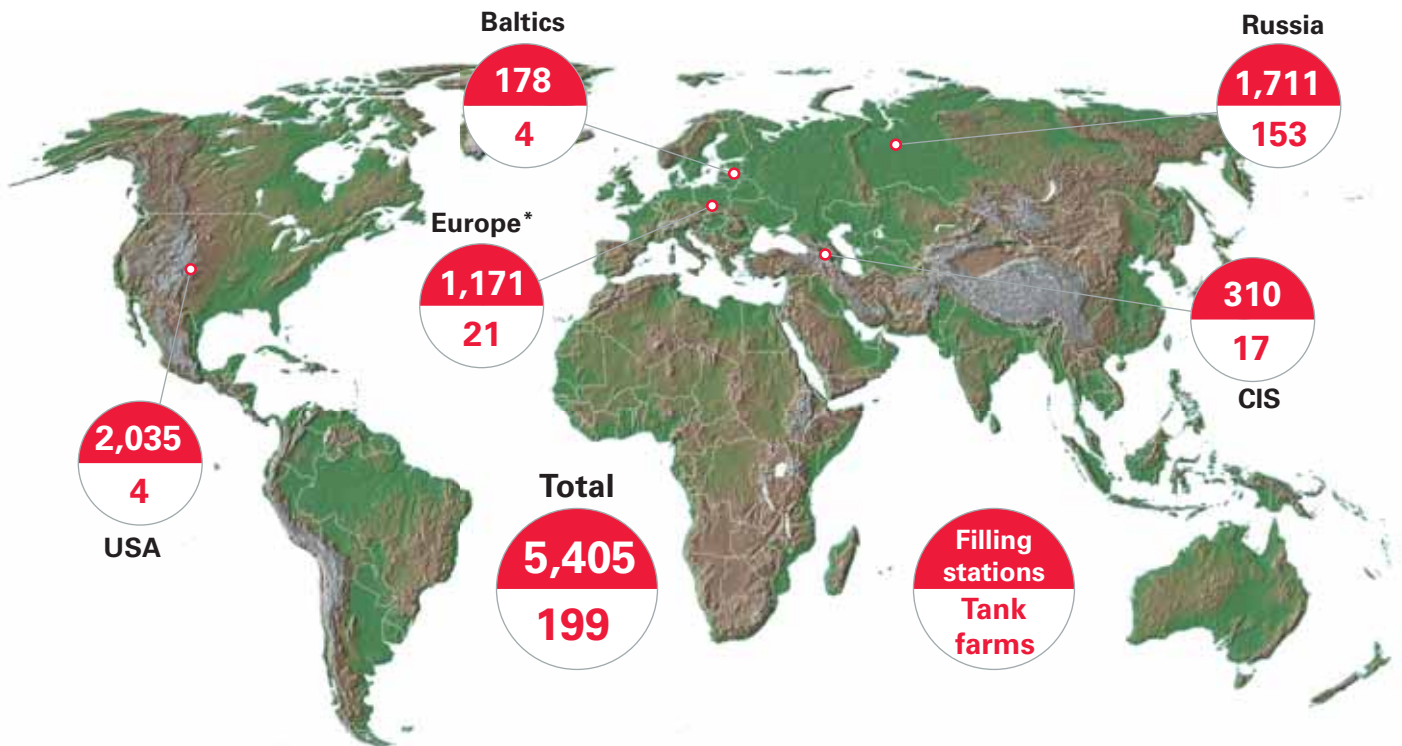 Baltics
178
4
Russia
1,711
153
Europe*
1,171
21
310
17
CIS
2,035
4
USA
Total
5,405
199
Filling
stations
Tank
farms